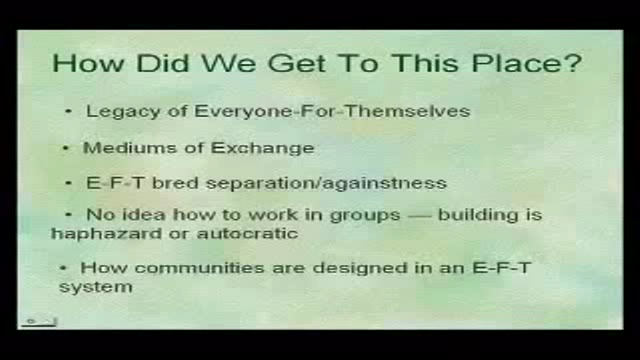 How Did We Get To This Place?
• Legacy of Everyone-For-Themselves
• Mediums of Exchange
• E-F-T bred separation/againstness
• No idea how to work in groups — building is
haphazard or autocratic
• How communities are designed in an E-F-T
system